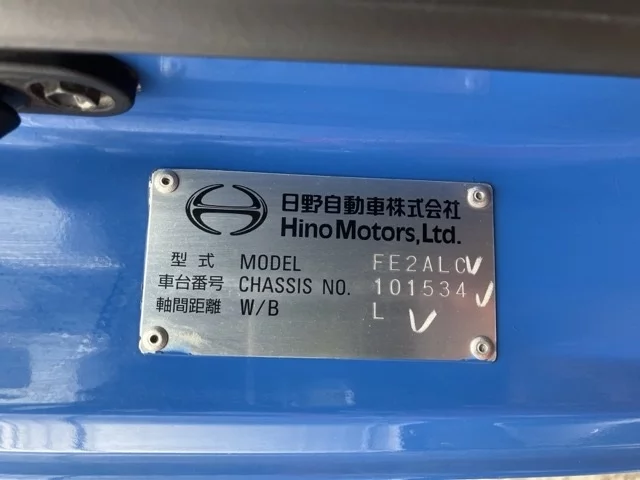 日野自動車株式会社
Hino Motors, Ltd.
型式 MODEL FE2ALC
車台番号 CHASSIS NO. 101534
軸間距離 W/B L